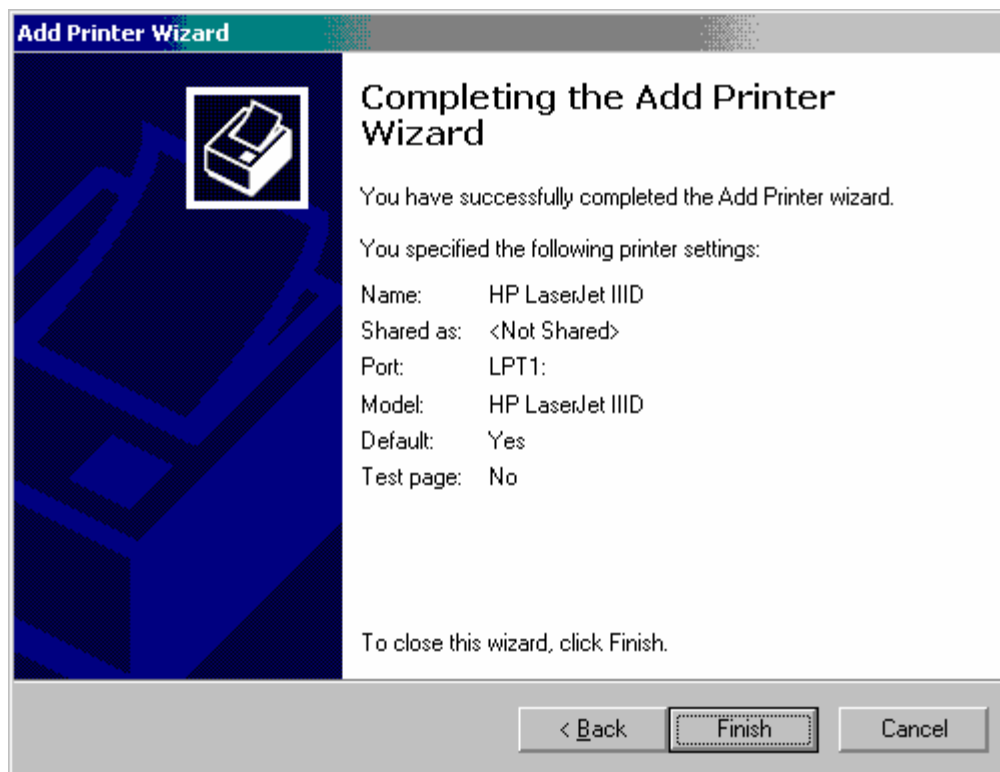 Add Printer Wizard
Completing the Add Printer
Wizard
You have successfully completed the Add Printer wizard.
You specified the following printer settings:
Name: HP LaserJet IIID
Shared as: <Not Shared>
Port: LPT1:
Model: HP LaserJet IIID
Default: Yes
Test page: No
To close this wizard, click Finish.
< Back Finish Cancel